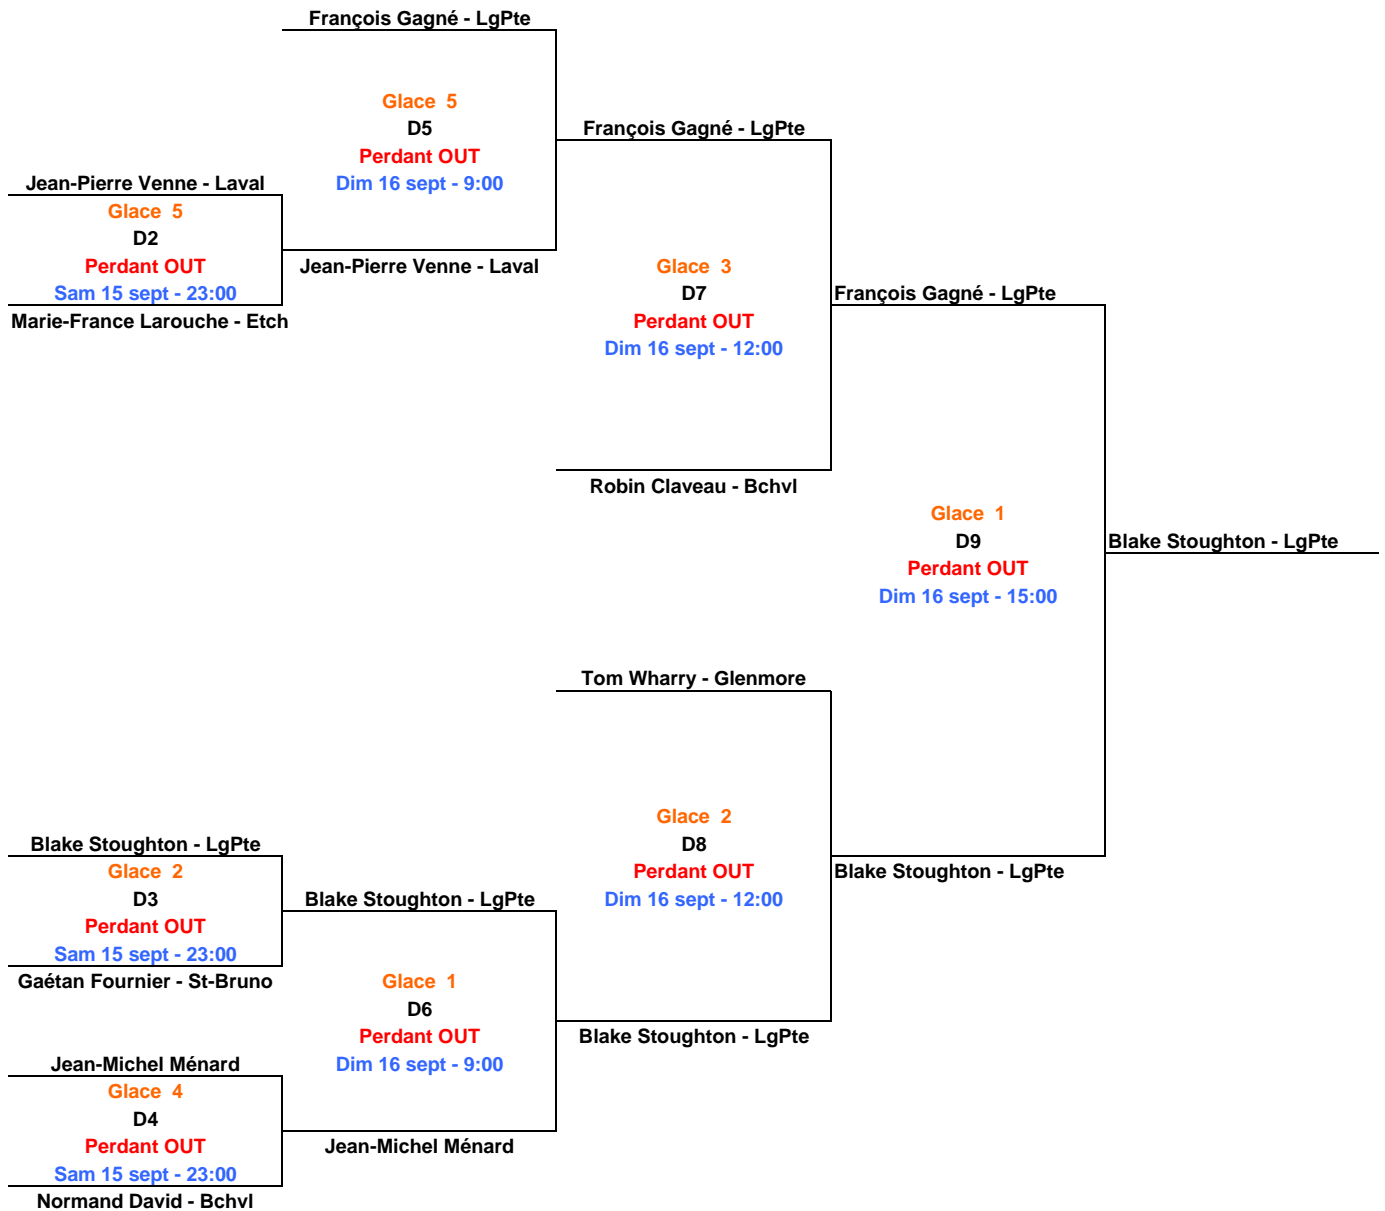 François Gagné - LgPte
Glace 5
D5
Perdant OUT
Dim 16 sept - 9:00
François Gagné - LgPte
Jean-Pierre Venne - Laval
Glace 5
D2
Perdant OUT
Sam 15 sept - 23:00
Marie-France Larouche - Etch
Jean-Pierre Venne - Laval
Glace 3
D7
Perdant OUT
Dim 16 sept - 12:00
François Gagné - LgPte
Robin Claveau - Bchvl
Glace 1
D9
Perdant OUT
Dim 16 sept - 15:00
Blake Stoughton - LgPte
Tom Wharry - Glenmore
Glace 2
D8
Perdant OUT
Dim 16 sept - 12:00
Blake Stoughton - LgPte
Blake Stoughton - LgPte
Glace 2
D3
Perdant OUT
Sam 15 sept - 23:00
Gaétan Fournier - St-Bruno
Blake Stoughton - LgPte
Glace 1
D6
Perdant OUT
Dim 16 sept - 9:00
Blake Stoughton - LgPte
Jean-Michel Ménard
Glace 4
D4
Perdant OUT
Sam 15 sept - 23:00
Normand David - Bchvl
Jean-Michel Ménard